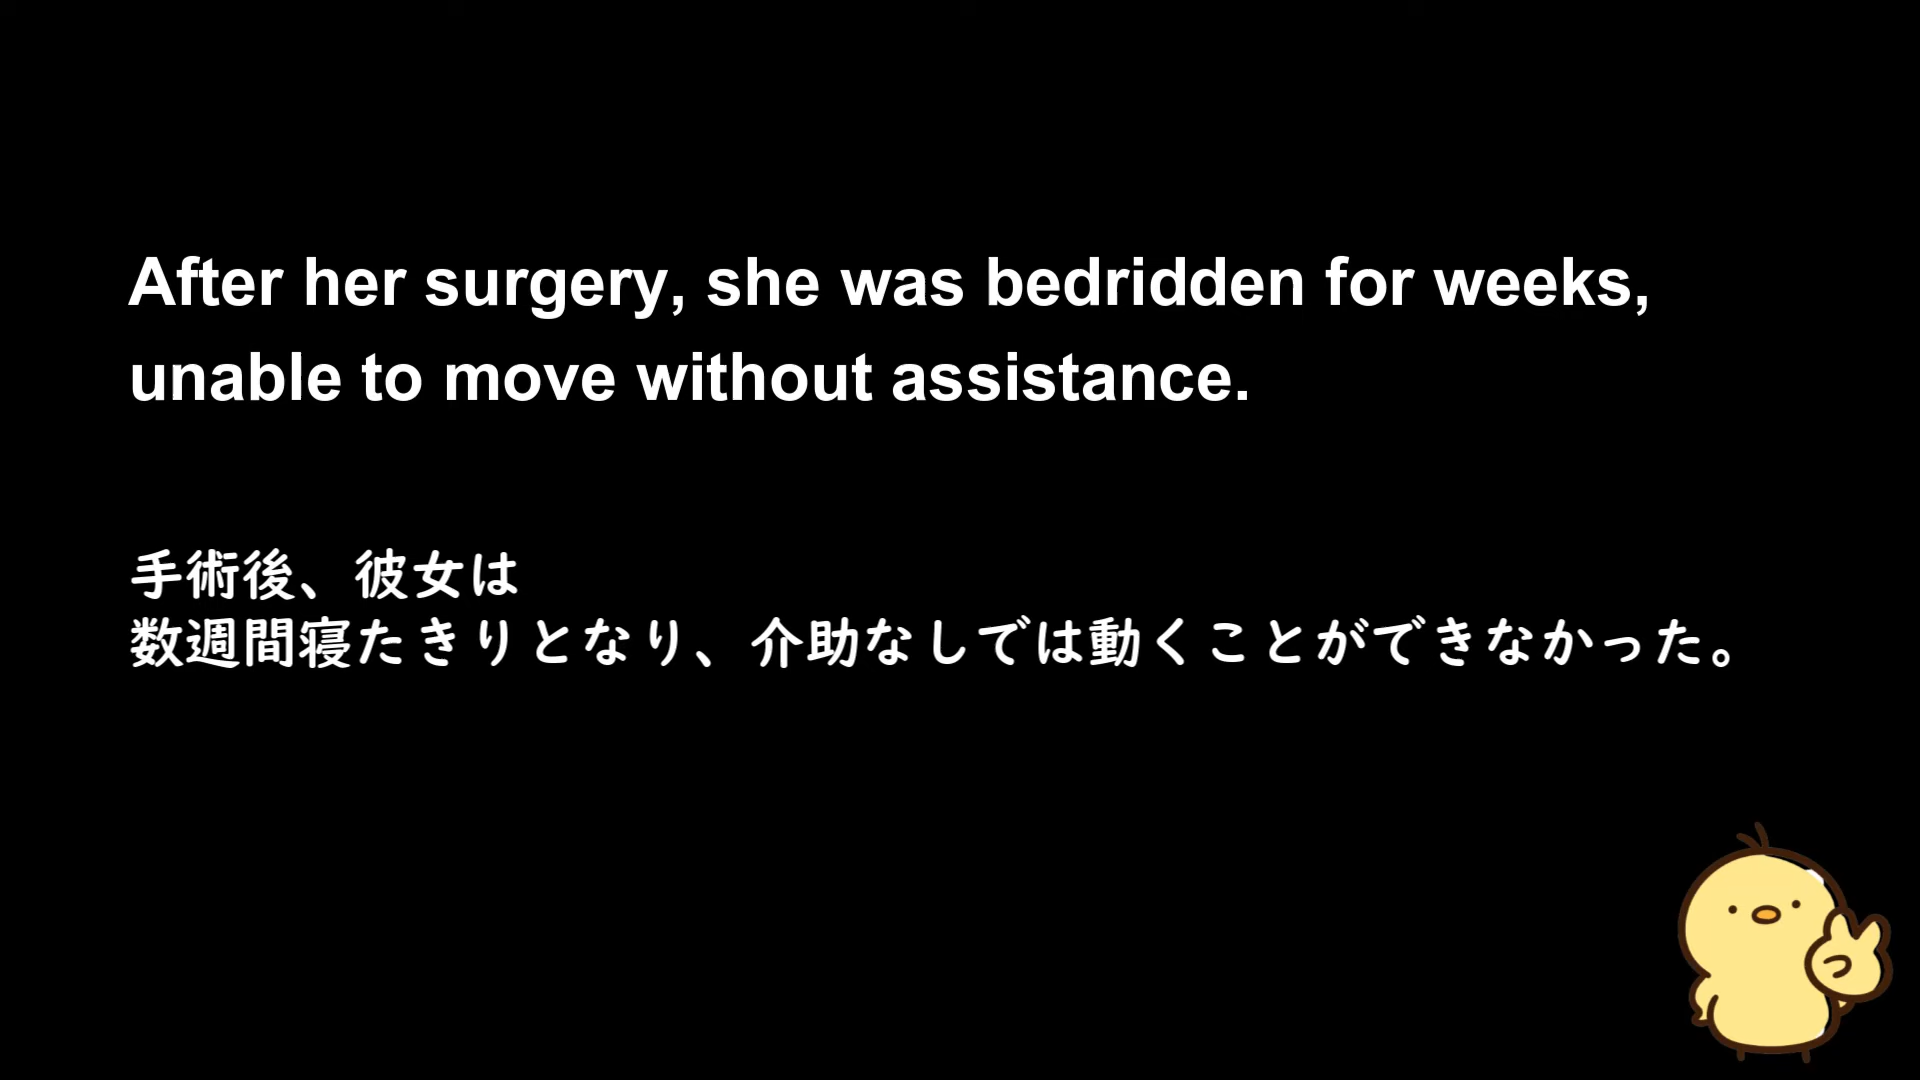 After her surgery, she was bedridden for weeks,
unable to move without assistance.
手術後、彼女は
数週間寝たきりとなり、介助なしでは動くことができなかった。